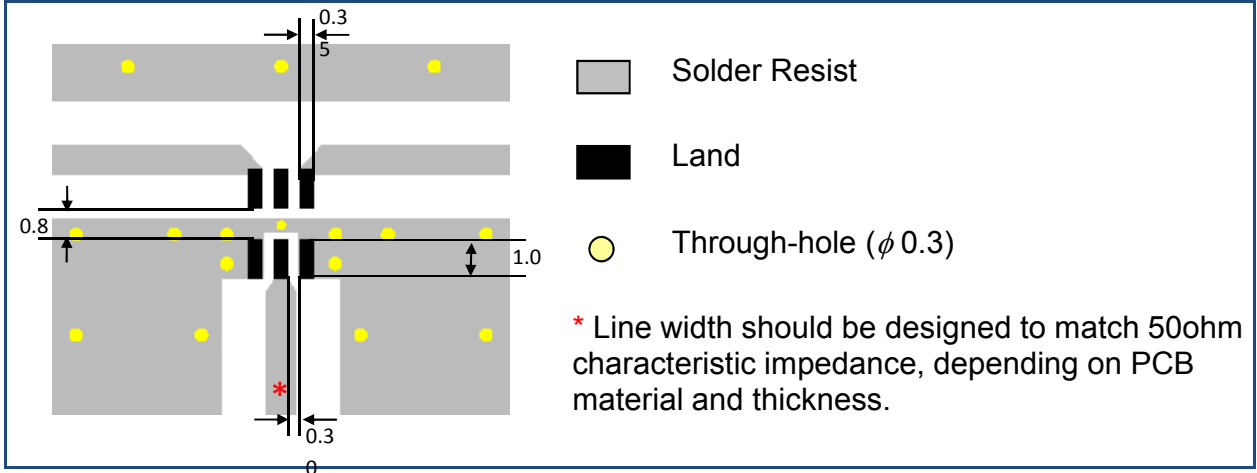 0.3
5
Solder Resist
Land
0.8
Through-hole (ϕ 0.3)
1.0
* Line width should be designed to match 50ohm
characteristic impedance, depending on PCB
material and thickness.
*
0.3
0